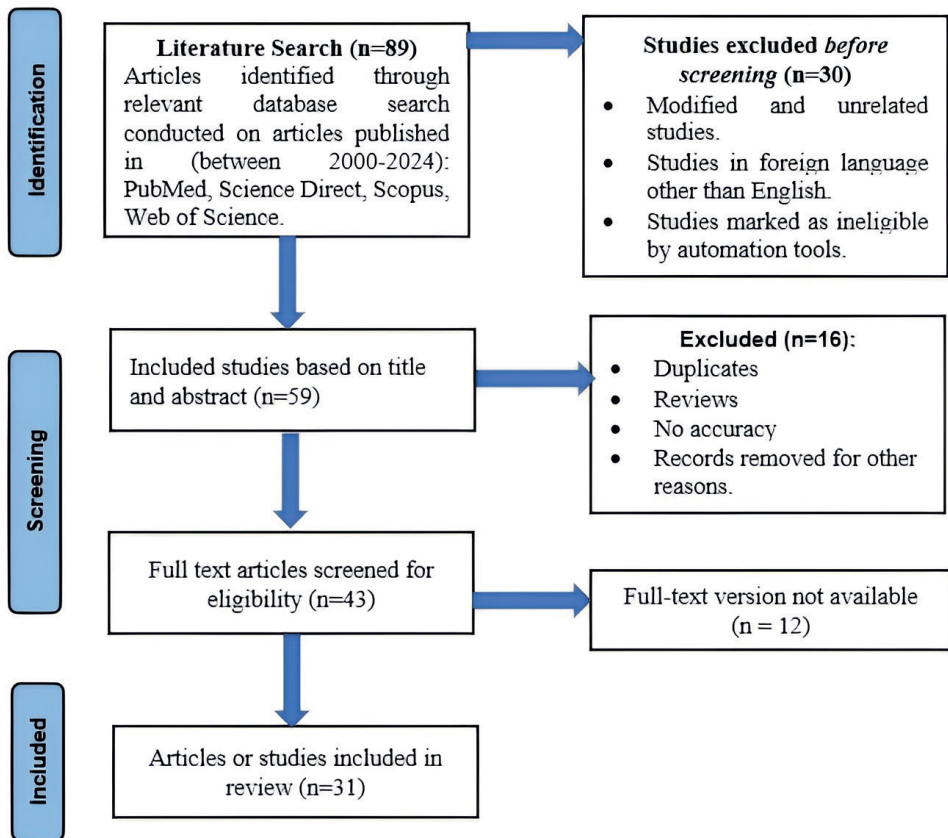 Identification
Literature Search (n=89)
Articles identified through
relevant database search
conducted on articles published
in (between 2000-2024):
PubMed, Science Direct, Scopus,
Web of Science.
Studies excluded before
screening (n=30)
• Modified and unrelated
studies.
• Studies in foreign language
other than English.
• Studies marked as ineligible
by automation tools.
Screening
Included studies based on title
and abstract (n=59)
Excluded (n=16):
• Duplicates
• Reviews
• No accuracy
• Records removed for other
reasons.
Full text articles screened for
eligibility (n=43)
Full-text version not available
(n = 12)
Included
Articles or studies included in
review (n=31)